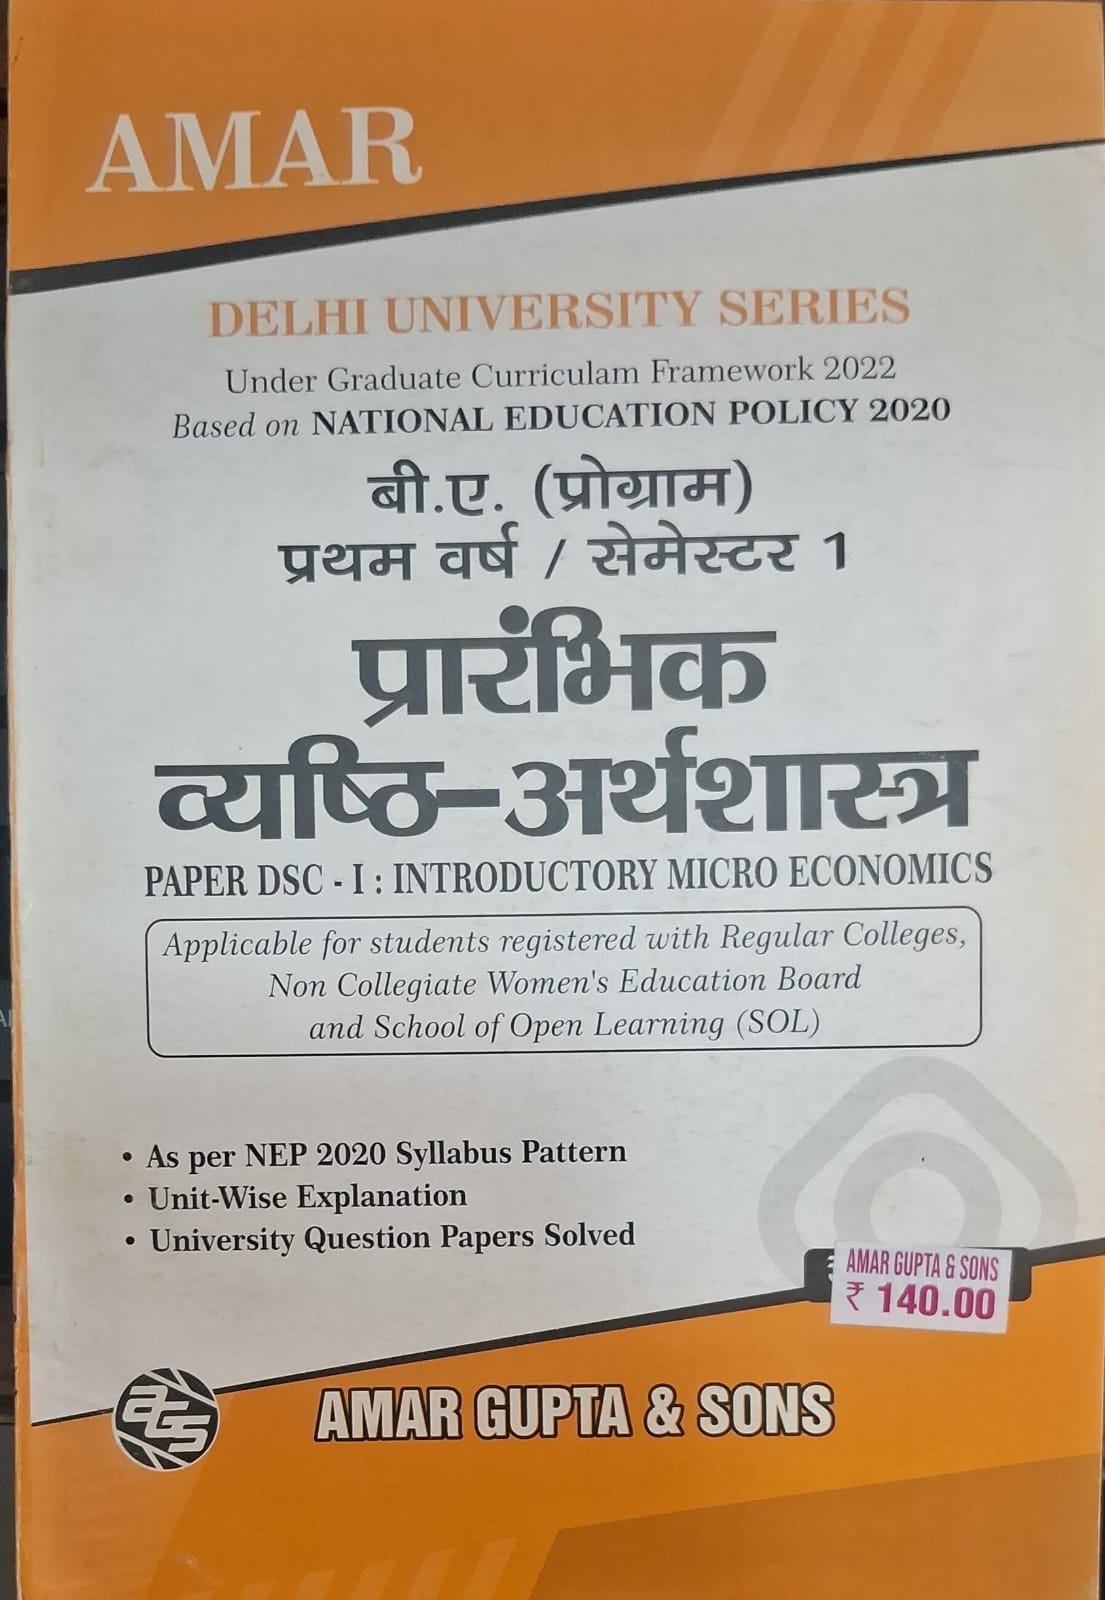 AMAR
DELHI UNIVERSITY SERIES
Under Graduate Curriculam Framework 2022
Based on NATIONAL EDUCATION POLICY 2020
बी.ए. (प्रोग्राम)
प्रथम वर्ष / सेमेस्टर 1
प्रारंभिक
व्यष्ठि-अर्थशास्त्र
PAPER DSC - I : INTRODUCTORY MICRO ECONOMICS
Applicable for students registered with Regular Colleges,
Non Collegiate Women's Education Board
and School of Open Learning (SOL)
• As per NEP 2020 Syllabus Pattern
• Unit-Wise Explanation
• University Question Papers Solved
AMAR GUPTA & SONS
₹ 140.00
ags
AMAR GUPTA & SONS